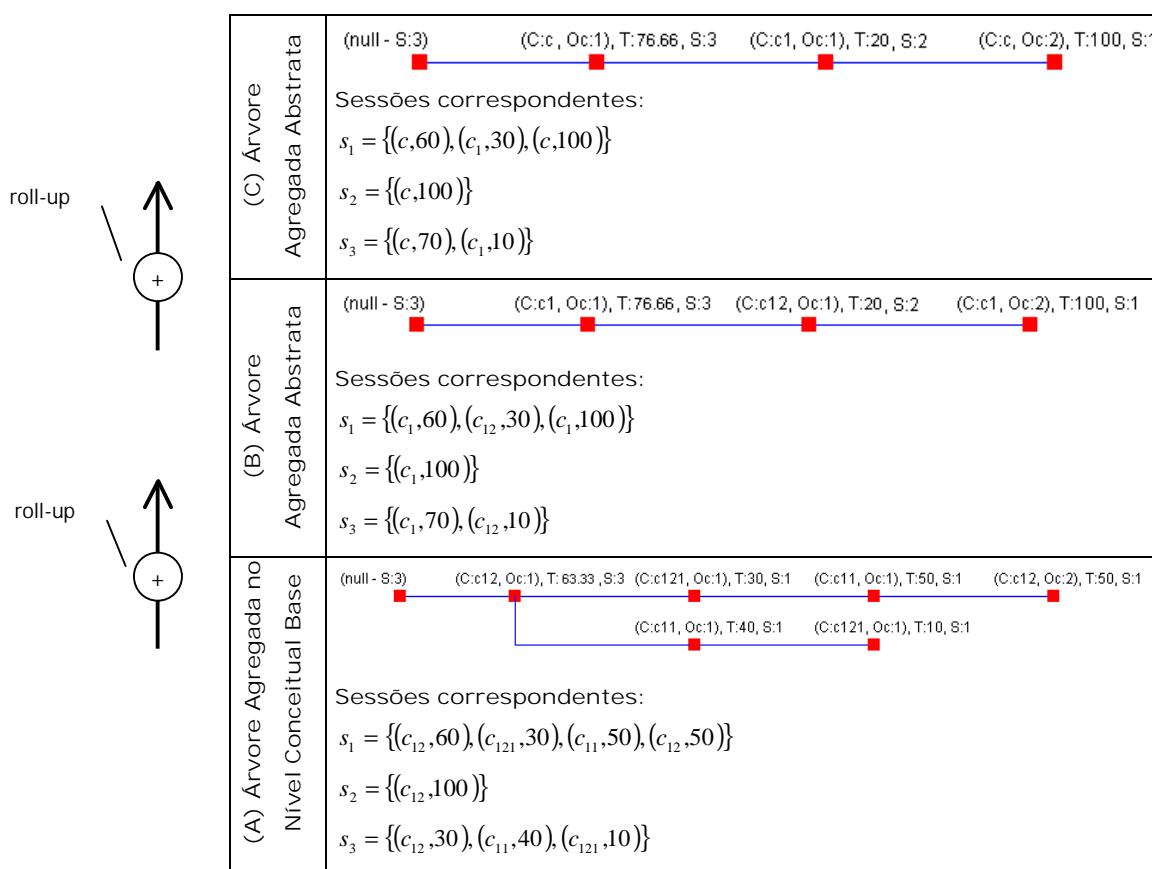 roll-up
+
(C) Árvore
Agregada Abstrata
(null - S:3) (C:c , Oc:1), T:76.66, S:3 (C:c1, Oc:1), T:20, S:2 (C:c, Oc:2), T:100, S:1
Sessões correspondentes:
s₁ = {(c,60),(c₁,30),(c,100)}
s₂ = {(c,100)}
s₃ = {(c,70),(c₁,10)}
roll-up
+
(B) Árvore
Agregada Abstrata
(null - S:3) (C:c1, Oc:1), T:76.66, S:3 (C:c12, Oc:1), T:20, S:2 (C:c1, Oc:2), T:100, S:1
Sessões correspondentes:
s₁ = {(c₁,60),(c₁₂,30),(c₁,100)}
s₂ = {(c₁,100)}
s₃ = {(c₁,70),(c₁₂,10)}
(A) Árvore Agregada no
Nível Conceitual Base
(null - S:3) (C:c12, Oc:1), T:63.33, S:3 (C:c121, Oc:1), T:30, S:1 (C:c11, Oc:1), T:50, S:1 (C:c12, Oc:2), T:50, S:1
(C:c11, Oc:1), T:40, S:1 (C:c121, Oc:1), T:10, S:1
Sessões correspondentes:
s₁ = {(c₁₂,60),(c₁₂₁,30),(c₁₁,50),(c₁₂,50)}
s₂ = {(c₁₂,100)}
s₃ = {(c₁₂,30),(c₁₁,40),(c₁₂₁,10)}